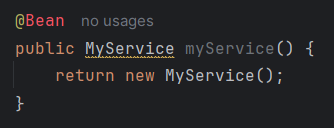 @Bean no usages
public MyService myService() {
    return new MyService();
}